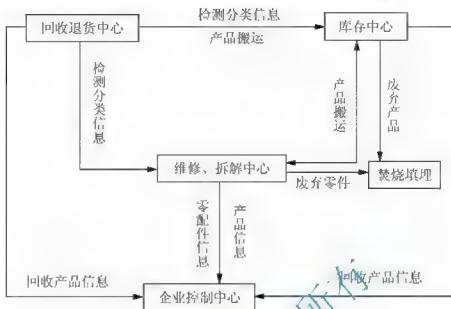 检测分类信息
回收退货中心
库存中心
产品搬运
检测分类信息
产品搬运
废弃产品
维修、拆解中心
焚烧填埋
废弃零件
零配件信息
产品信息
回收产品信息
回收产品信息
企业控制中心